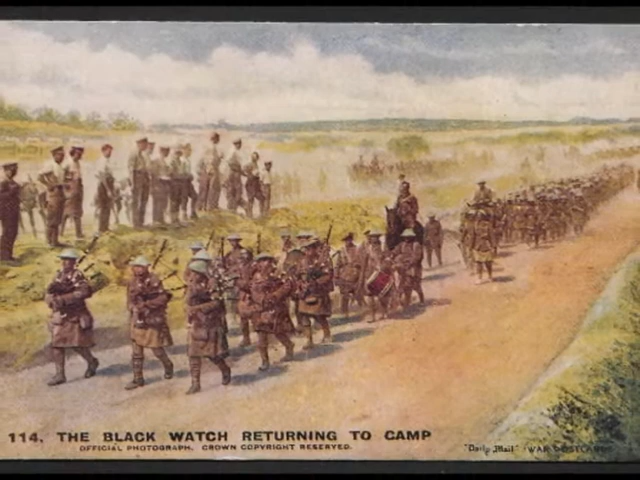 114. THE BLACK WATCH RETURNING TO CAMP
OFFICIAL PHOTOGRAPH. CROWN COPYRIGHT RESERVED.
"Daily Mail" WAR POSTCARDS